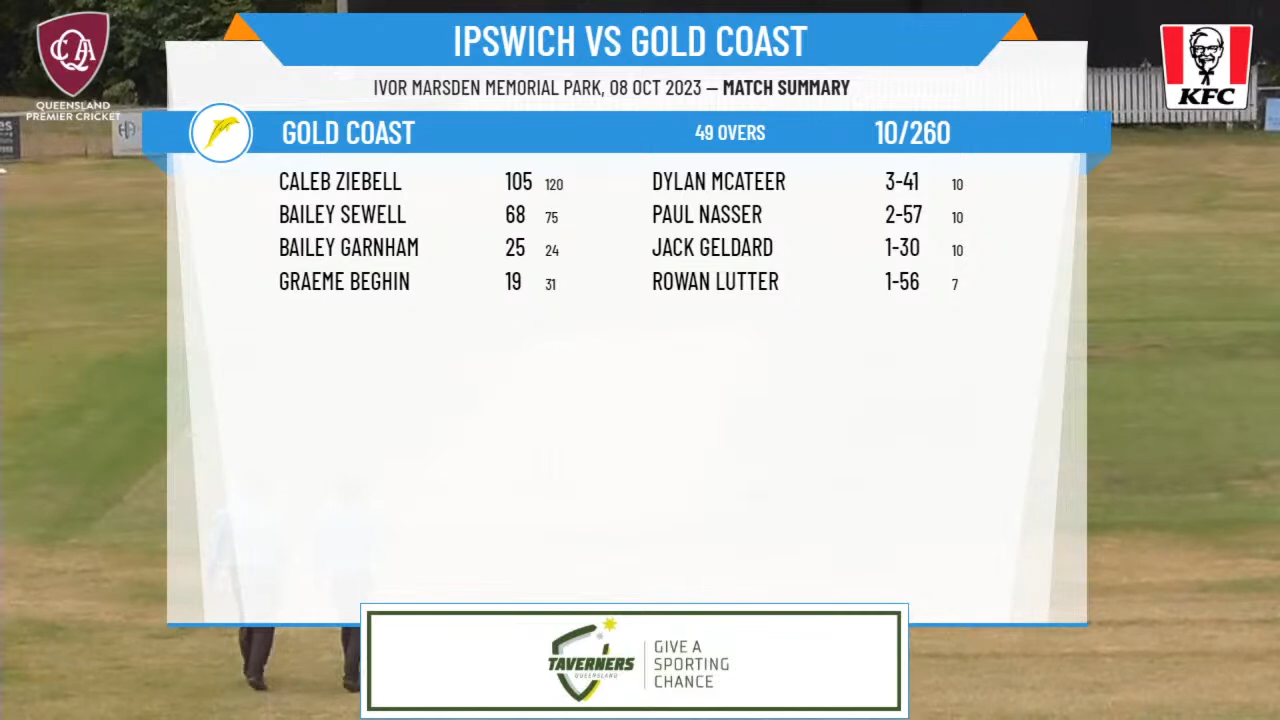 IPSWICH VS GOLD COAST
QUEENSLAND
PREMIER CRICKET
KFC
IVOR MARSDEN MEMORIAL PARK, 08 OCT 2023 – MATCH SUMMARY
GOLD COAST 49 OVERS 10/260
CALEB ZIEBELL 105 120 DYLAN MCATEER 3-41 10
BAILEY SEWELL 68 75 PAUL NASSER 2-57 10
BAILEY GARNHAM 25 24 JACK GELDARD 1-30 10
GRAEME BEGHIN 19 31 ROWAN LUTTER 1-56 7
TAVERNERS
QUEENSLAND
GIVE A
SPORTING
CHANCE